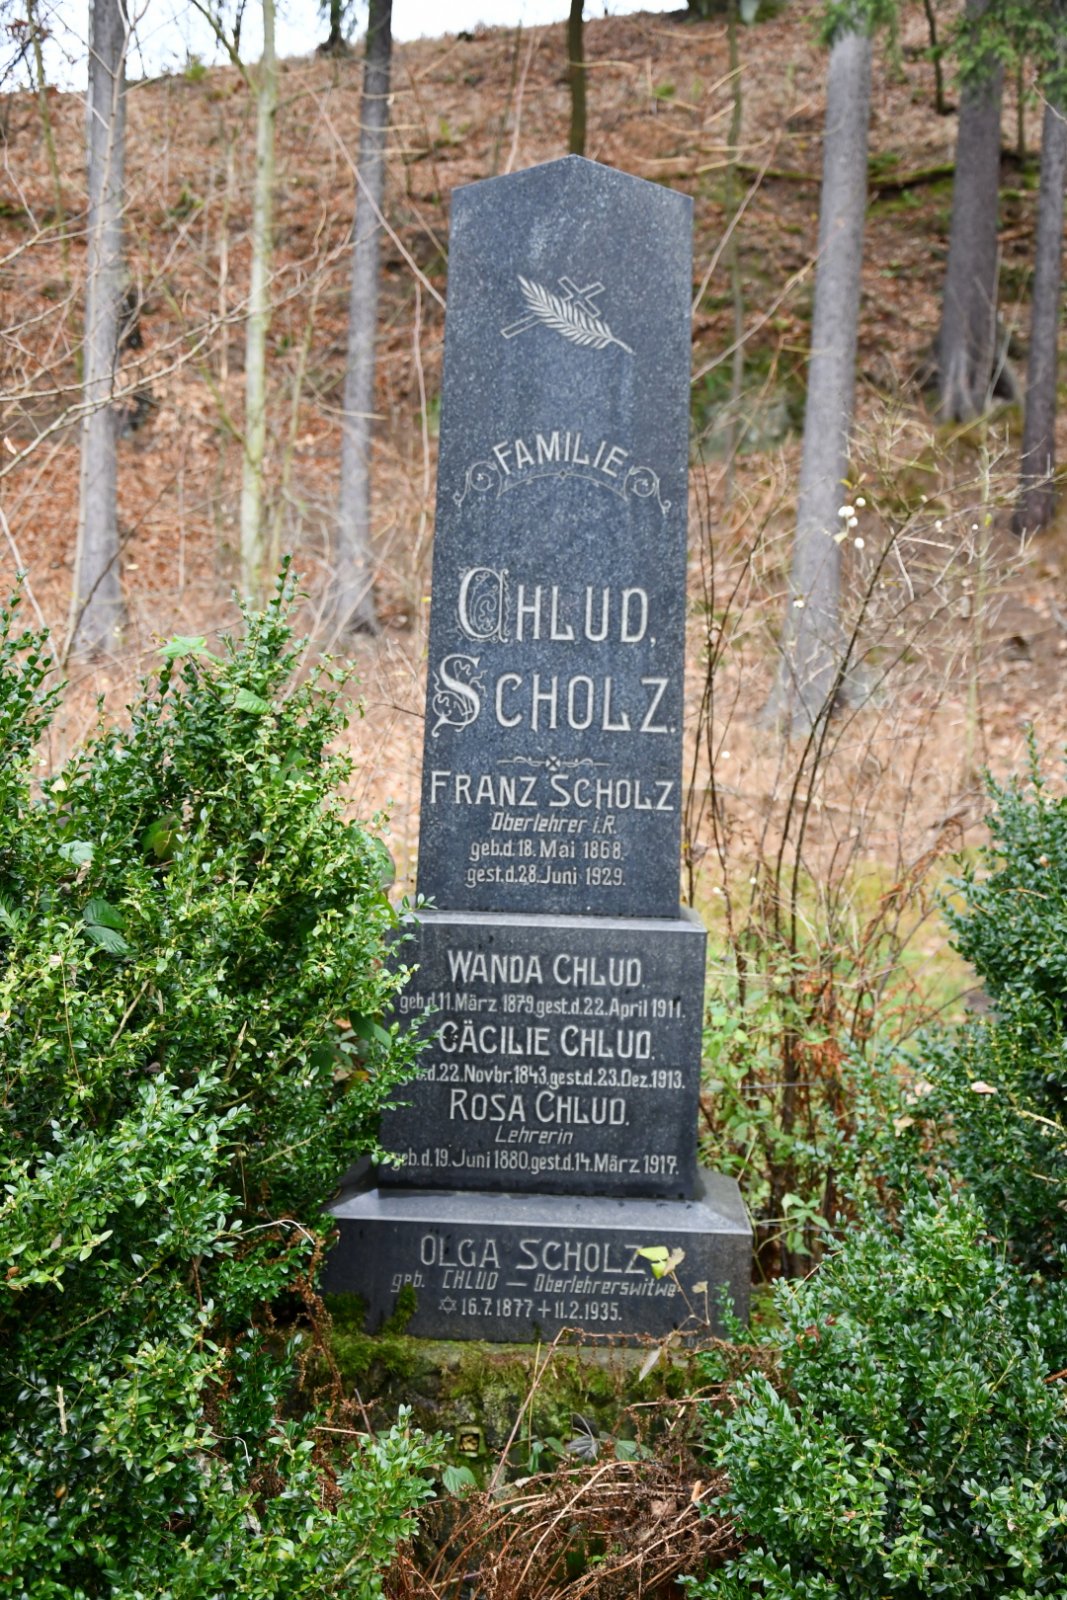 FAMILIE
CHLUD,
SCHOLZ.
FRANZ SCHOLZ
Oberlehrer i.R.
geb.d.18.Mai 1868.
gest.d.28.Juni 1929.
WANDA CHLUD,
geb.d.11.März 1879.gest.d.22.April 1911.
CÄCILIE CHLUD,
geb.d.22.Novbr.1843.gest.d.23.Dez.1913.
ROSA CHLUD,
Lehrerin
geb.d.19.Juni 1880.gest.d.14.März 1917.
OLGA SCHOLZ
geb. CHLUD — Oberlehrerswitwe
✡ 16.7.1877 + 11.2.1935.